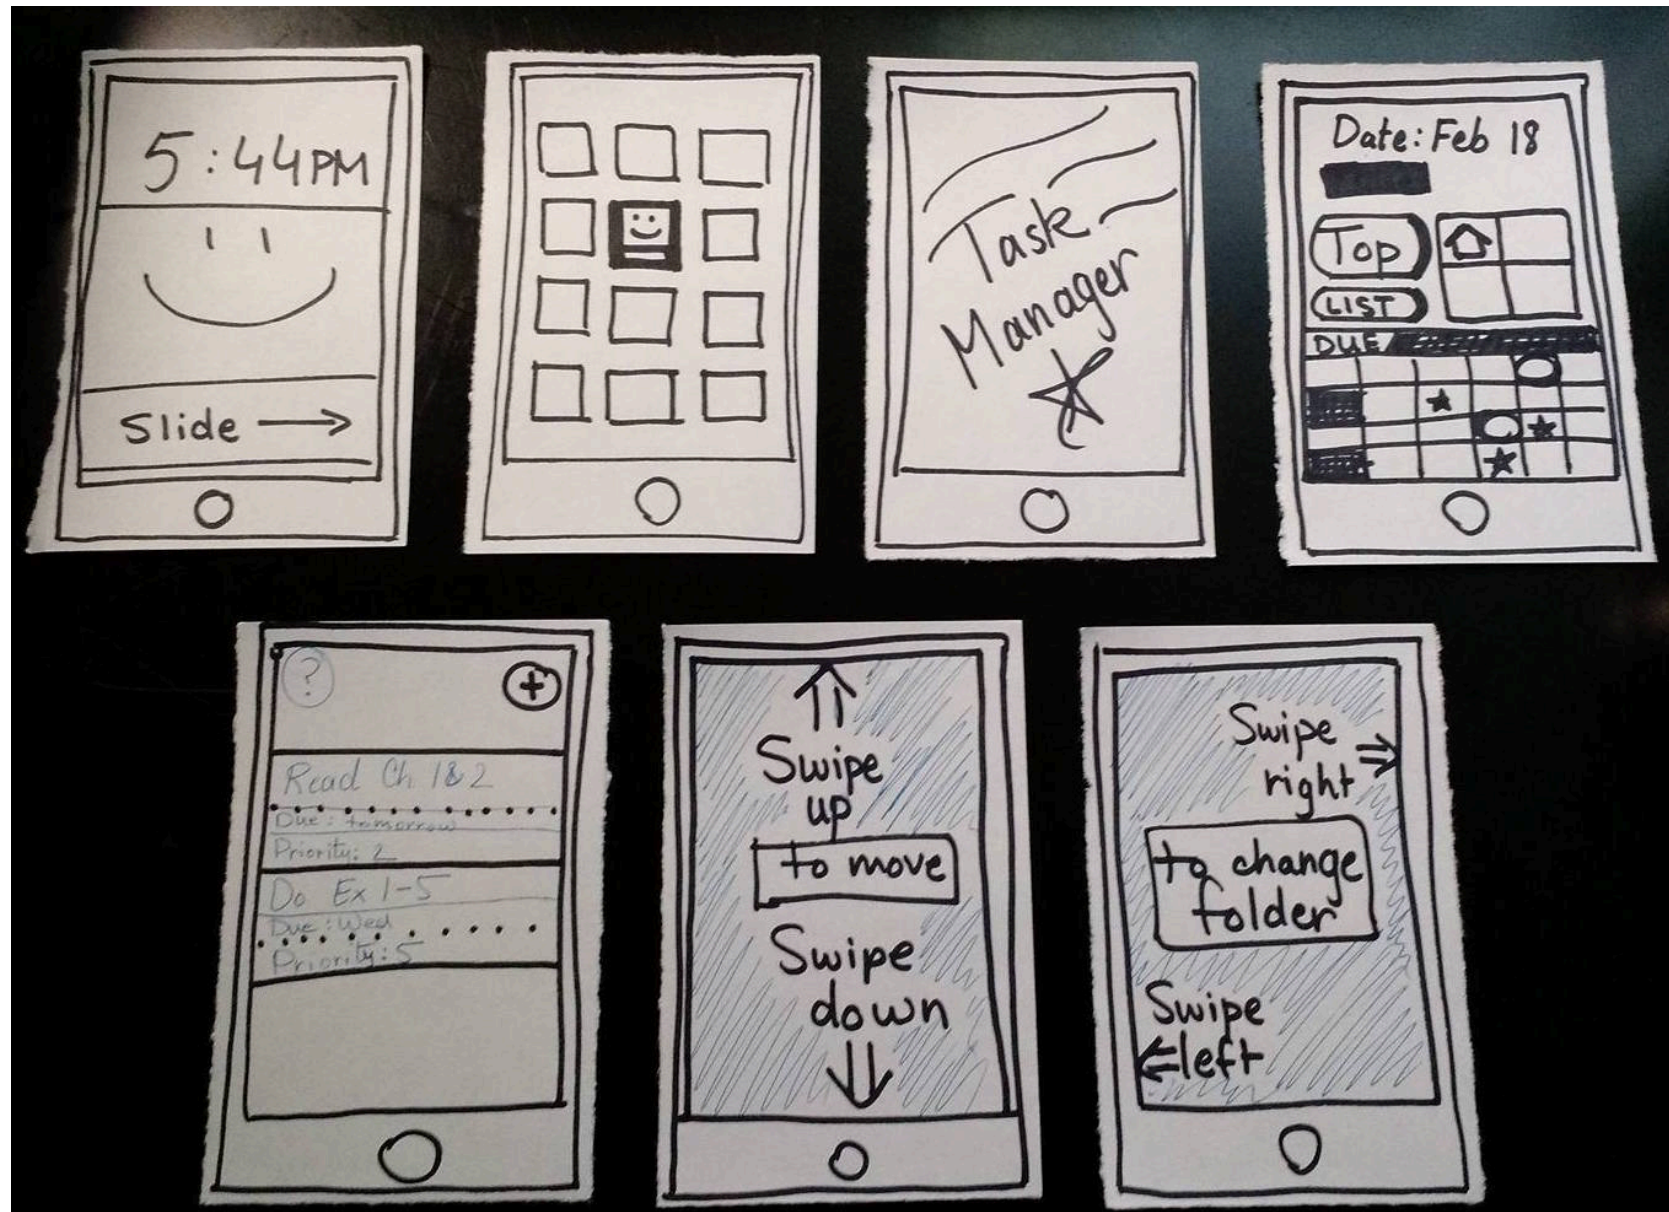 5:44PM
Slide
Task
Manager
Date: Feb 18
TOP
LIST
DUE
?
+
Read Ch 1&2
Due: tomorrow
Priority: 2
Do Ex 1-5
Due: Wed
Priority: 5
Swipe
up
to move
Swipe
down
Swipe
right
to change
folder
Swipe
left